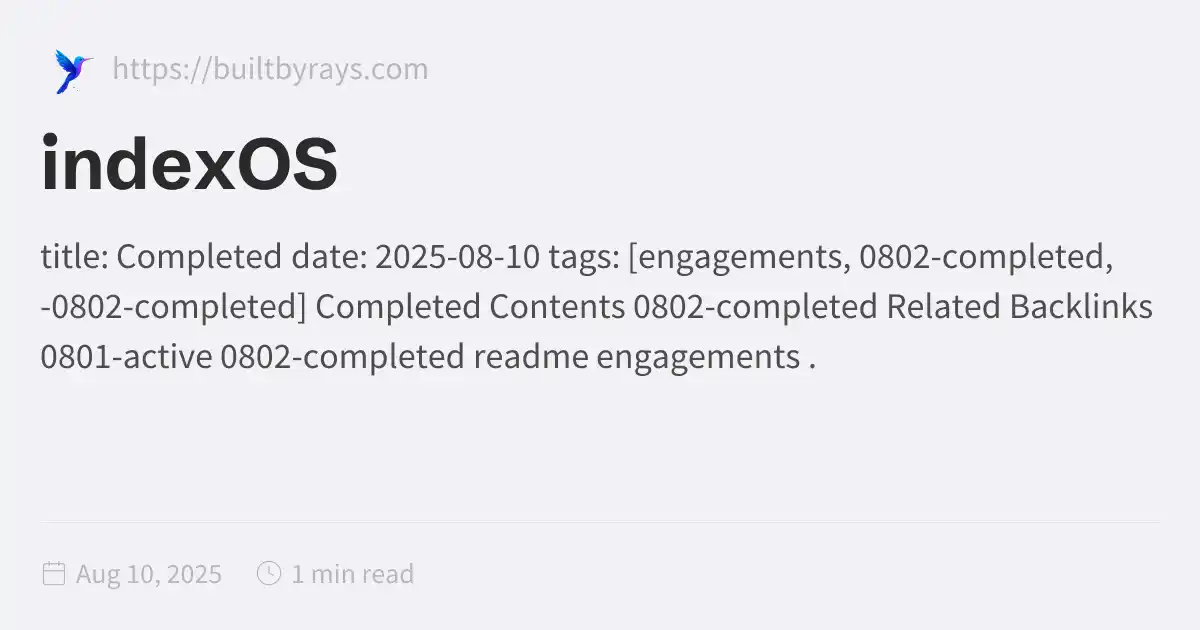 https://builtbyrays.com
indexOS
title: Completed date: 2025-08-10 tags: [engagements, 0802-completed,
-0802-completed] Completed Contents 0802-completed Related Backlinks
0801-active 0802-completed readme engagements .
Aug 10, 2025 1 min read